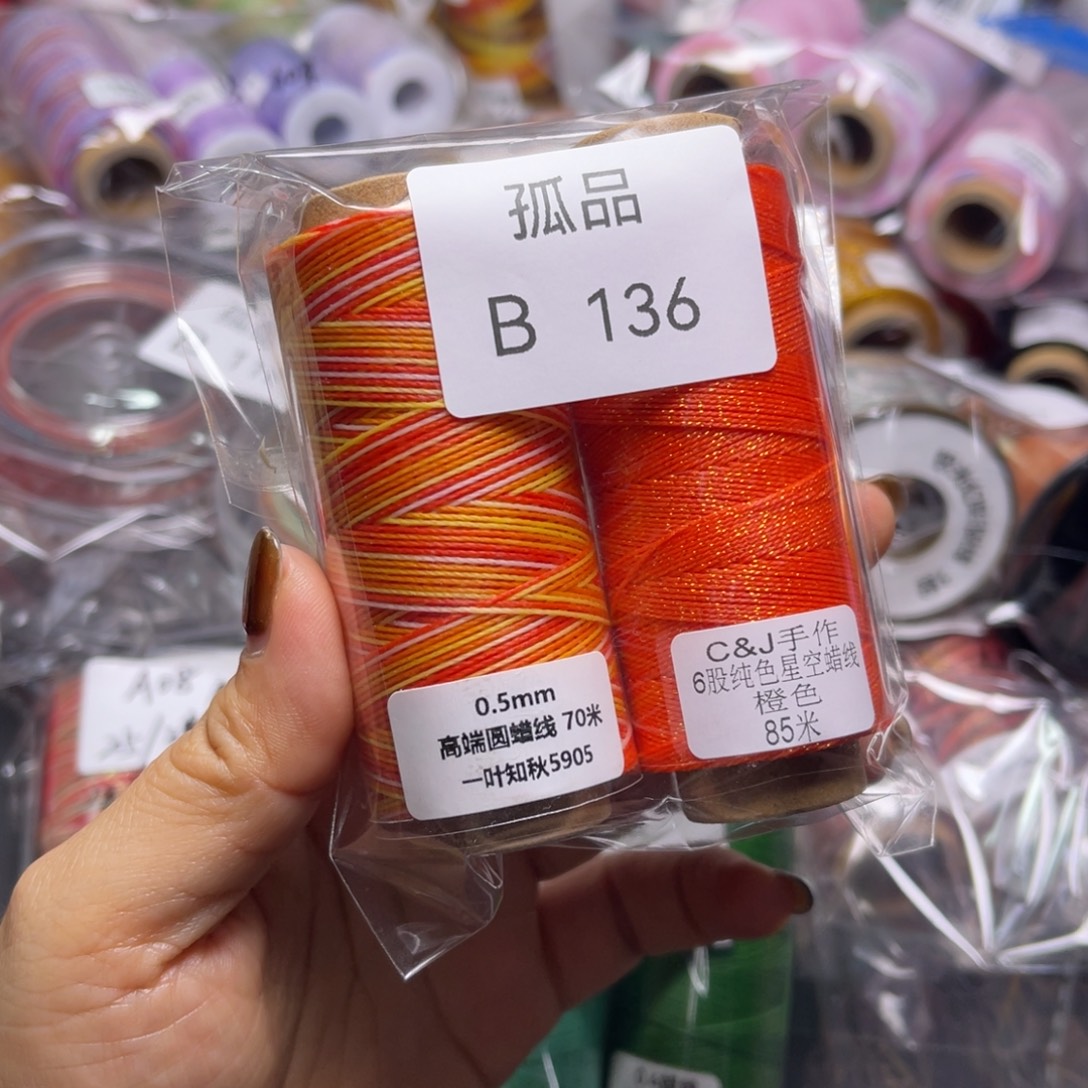 孤品
B 136
0.5mm
高端圆蜡线 70米
一叶知秋5905
C&J手作
6股纯色星空蜡线
橙色
85米
A08